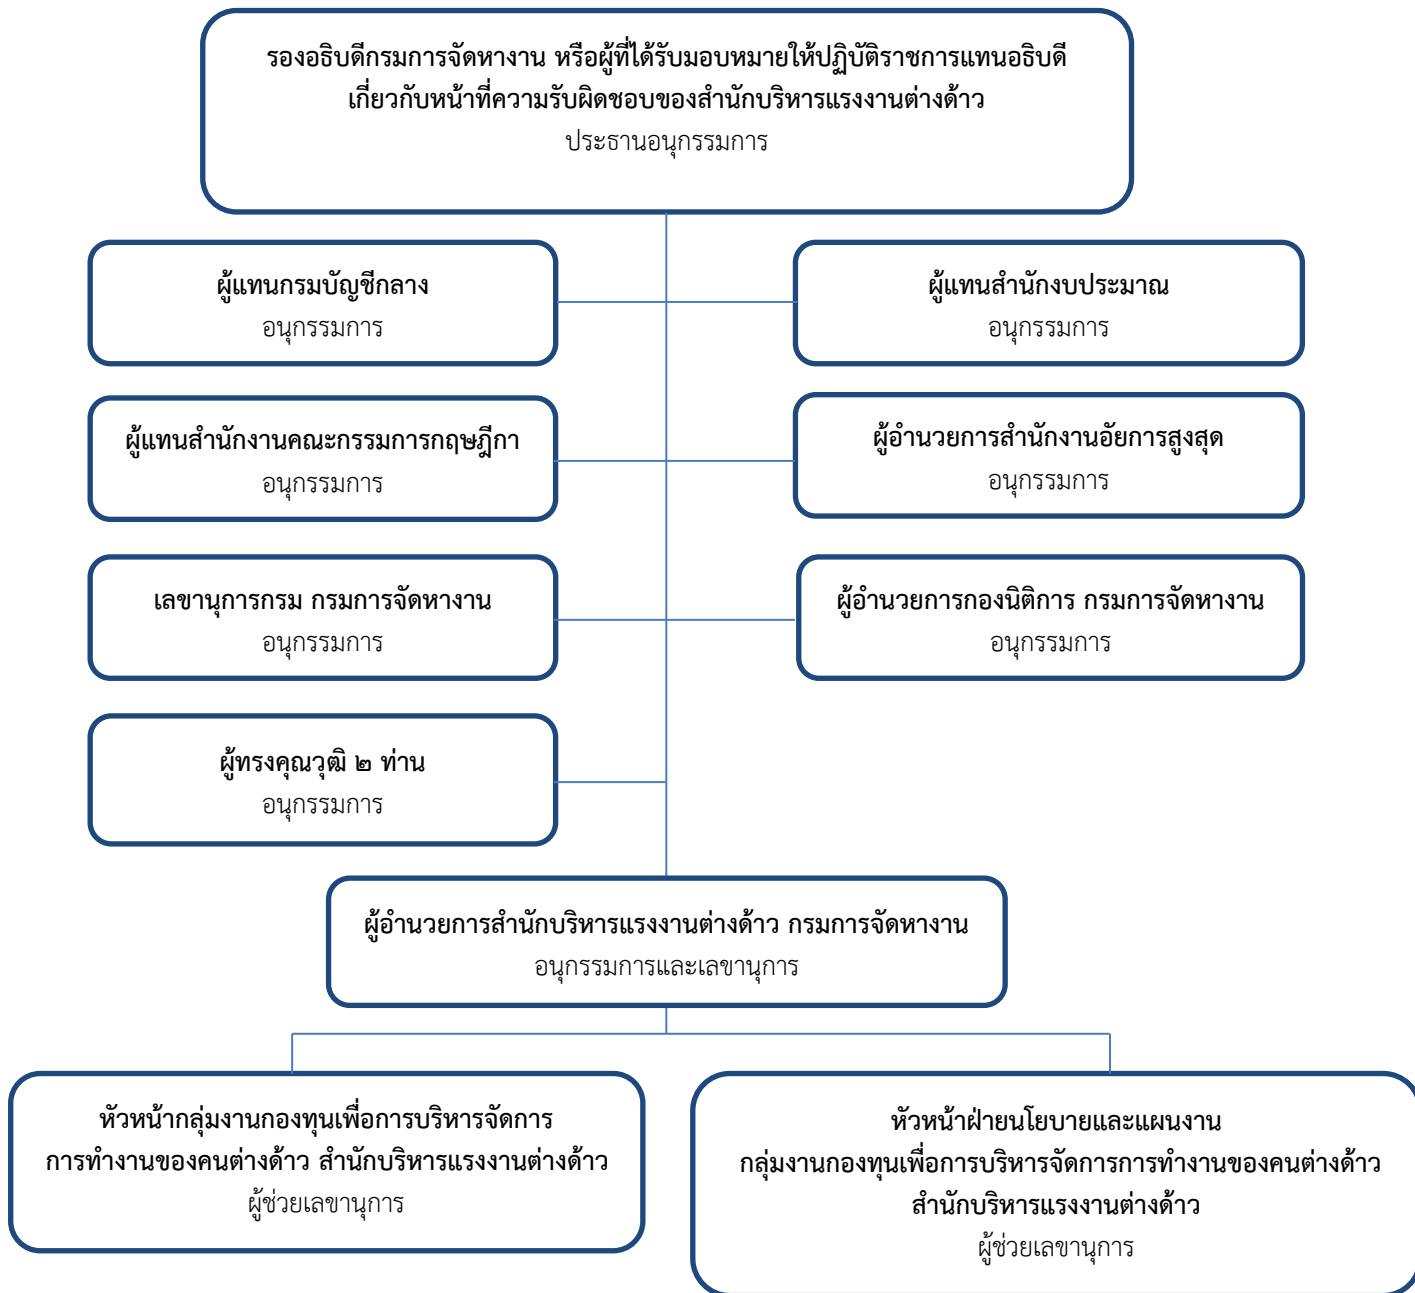 รองอธิบดีกรมการจัดหางาน หรือผู้ที่ได้รับมอบหมายให้ปฏิบัติราชการแทนอธิบดี
เกี่ยวกับหน้าที่ความรับผิดชอบของสำนักบริหารแรงงานต่างด้าว
ประธานอนุกรรมการ
ผู้แทนกรมบัญชีกลาง
อนุกรรมการ
ผู้แทนสำนักงบประมาณ
อนุกรรมการ
ผู้แทนสำนักงานคณะกรรมการกฤษฎีกา
อนุกรรมการ
ผู้อำนวยการสำนักงานอัยการสูงสุด
อนุกรรมการ
เลขานุการกรม กรมการจัดหางาน
อนุกรรมการ
ผู้อำนวยการกองนิติการ กรมการจัดหางาน
อนุกรรมการ
ผู้ทรงคุณวุฒิ ๒ ท่าน
อนุกรรมการ
ผู้อำนวยการสำนักบริหารแรงงานต่างด้าว กรมการจัดหางาน
อนุกรรมการและเลขานุการ
หัวหน้ากลุ่มงานกองทุนเพื่อการบริหารจัดการ
การทำงานของคนต่างด้าว สำนักบริหารแรงงานต่างด้าว
ผู้ช่วยเลขานุการ
หัวหน้าฝ่ายนโยบายและแผนงาน
กลุ่มงานกองทุนเพื่อการบริหารจัดการการทำงานของคนต่างด้าว
สำนักบริหารแรงงานต่างด้าว
ผู้ช่วยเลขานุการ